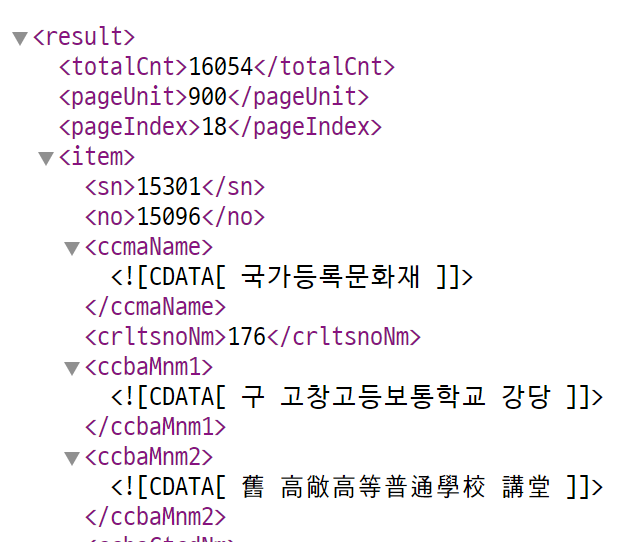 <result>
<totalCnt>16054</totalCnt>
<pageUnit>900</pageUnit>
<pageIndex>18</pageIndex>
<item>
<sn>15301</sn>
<no>15096</no>
<ccmaName>
<![CDATA[ 국가등록문화재 ]]>
</ccmaName>
<crltsnoNm>176</crltsnoNm>
<ccbaMnm1>
<![CDATA[ 구 고창고등보통학교 강당 ]]>
</ccbaMnm1>
<ccbaMnm2>
<![CDATA[ 舊 高敞高等普通學校 講堂 ]]>
</ccbaMnm2>